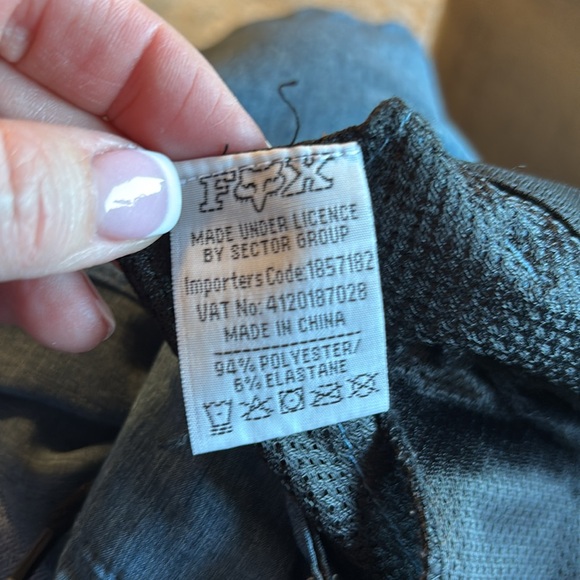 FOX
MADE UNDER LICENCE
BY SECTOR GROUP
Importers Code:1857182
VAT No: 4120187028
MADE IN CHINA
94% POLYESTER/
6% ELASTANE